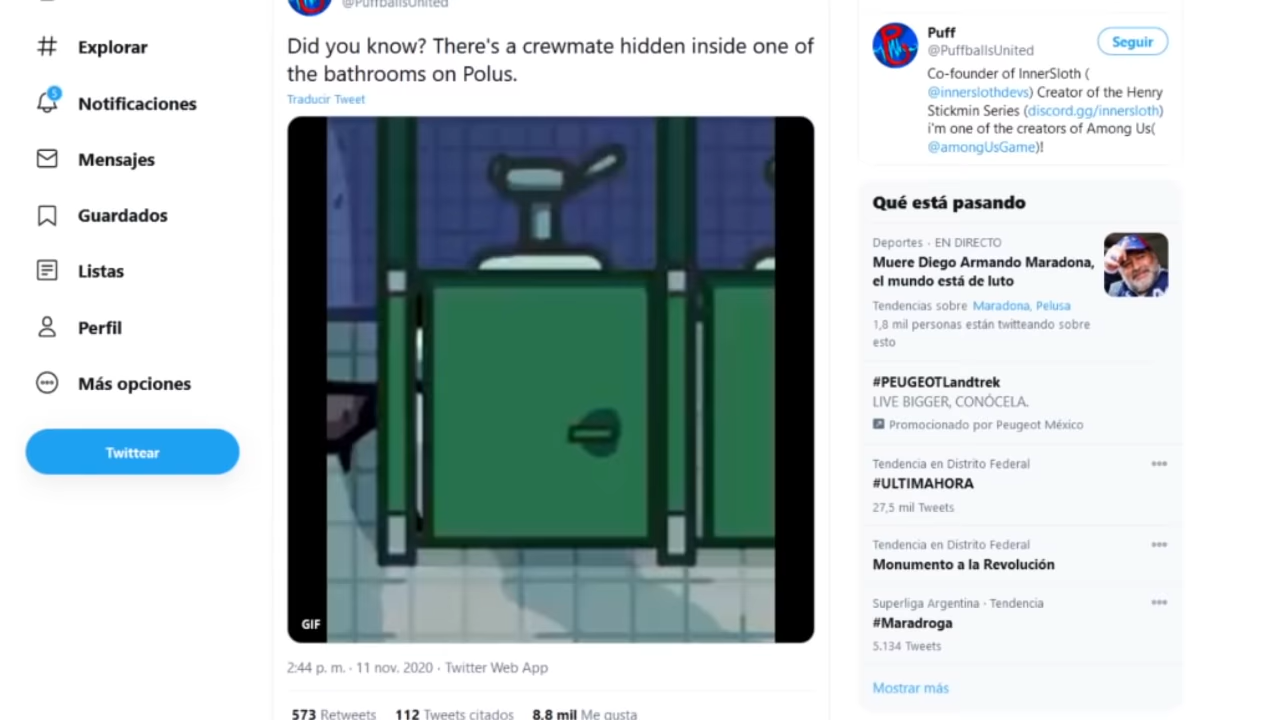 Explorar
5
Notificaciones
Mensajes
Guardados
Listas
Perfil
Más opciones
Twittear
@PuffballsUnited
Did you know? There's a crewmate hidden inside one of
the bathrooms on Polus.
Traducir Tweet
GIF
2:44 p. m. · 11 nov. 2020 · Twitter Web App
573 Retweets 112 Tweets citados 8,8 mil Me gusta
Puff
@PuffballsUnited
Seguir
Co-founder of InnerSloth (
@innerslothdevs) Creator of the Henry
Stickmin Series (discord.gg/innersloth)
i'm one of the creators of Among Us(
@amongUsGame)!
Qué está pasando
Deportes · EN DIRECTO
Muere Diego Armando Maradona,
el mundo está de luto
Tendencias sobre Maradona, Pelusa
1,8 mil personas están twitteando sobre
esto
#PEUGEOTLandtrek
LIVE BIGGER, CONÓCELA.
Promocionado por Peugeot México
Tendencia en Distrito Federal
#ULTIMAHORA
27,5 mil Tweets
Tendencia en Distrito Federal
Monumento a la Revolución
Superliga Argentina · Tendencia
#Maradroga
5.134 Tweets
Mostrar más